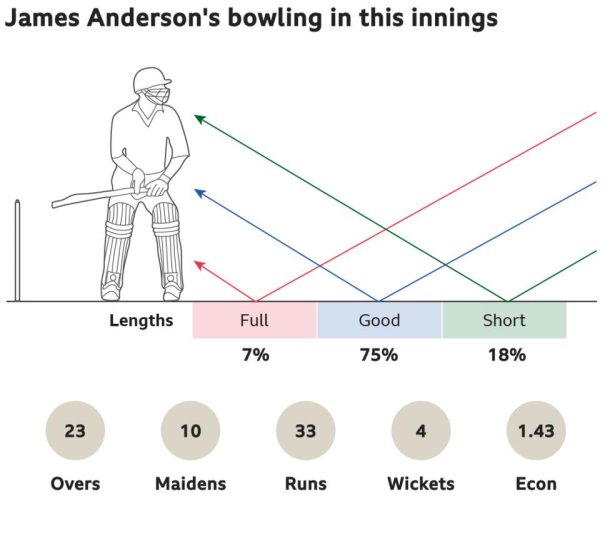 James Anderson's bowling in this innings
Lengths Full Good Short
7% 75% 18%
23 10 33 4 1.43
Overs Maidens Runs Wickets Econ